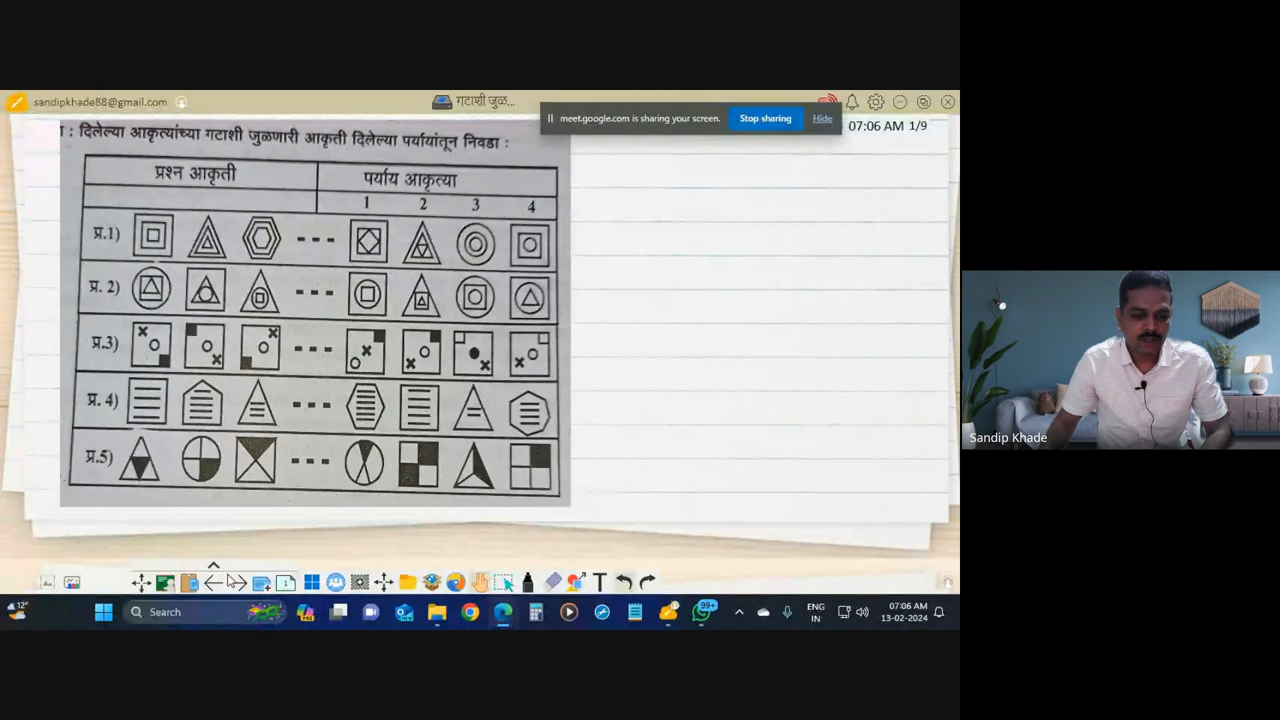 sandipkhade88@gmail.com
गटाशी जुळ...
meet.google.com is sharing your screen.
Stop sharing
Hide
07:06 AM 1/9
: दिलेल्या आकृत्यांच्या गटाशी जुळणारी आकृती दिलेल्या पर्यायांतून निवडा :
प्रश्न आकृती
पर्याय आकृत्या
1 2 3 4
प्र.1)
प्र. 2)
प्र.3)
प्र. 4)
प्र.5)
Sandip Khade
T
12°
Search
99+
ENG
IN
07:06 AM
13-02-2024